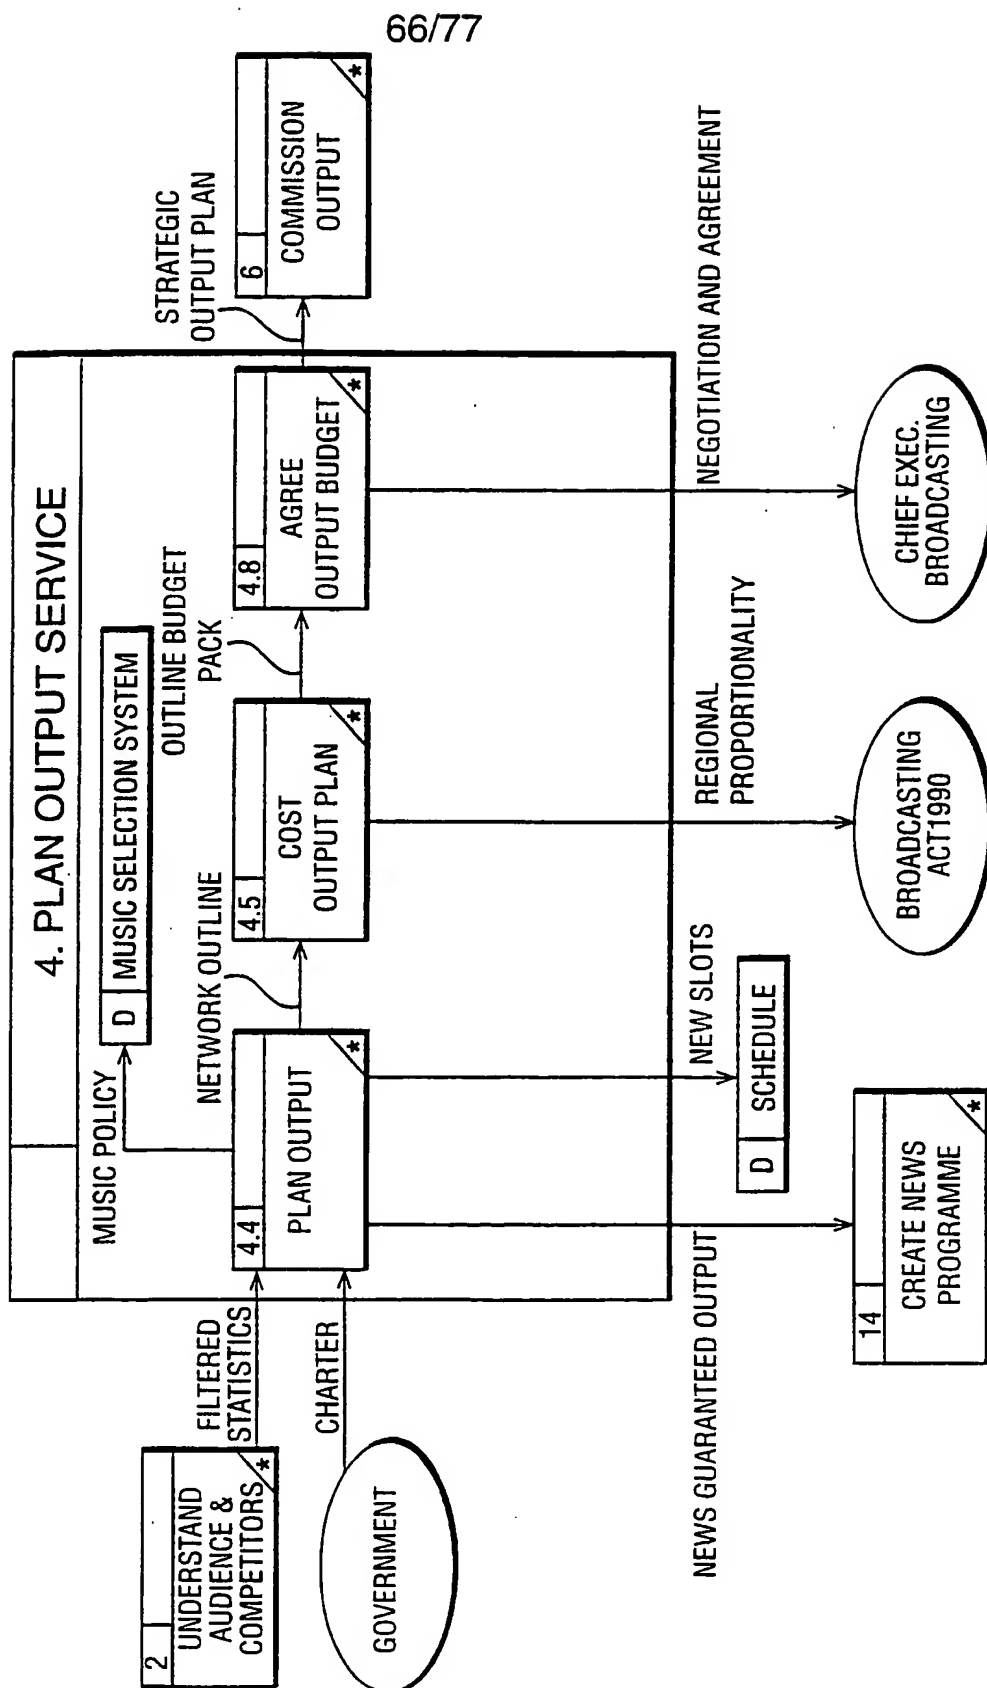 66/77
4. PLAN OUTPUT SERVICE
MUSIC POLICY
D
MUSIC SELECTION SYSTEM
2
UNDERSTAND
AUDIENCE &
COMPETITORS
*
FILTERED
STATISTICS
GOVERNMENT
CHARTER
4.4
PLAN OUTPUT
*
NETWORK OUTLINE
4.5
COST
OUTPUT PLAN
*
OUTLINE BUDGET
PACK
4.8
AGREE
OUTPUT BUDGET
*
STRATEGIC
OUTPUT PLAN
6
COMMISSION
OUTPUT
*
NEWS GUARANTEED OUTPUT
NEW SLOTS
REGIONAL
PROPORTIONALITY
NEGOTIATION AND AGREEMENT
D
SCHEDULE
14
CREATE NEWS
PROGRAMME
*
BROADCASTING
ACT1990
CHIEF EXEC.
BROADCASTING